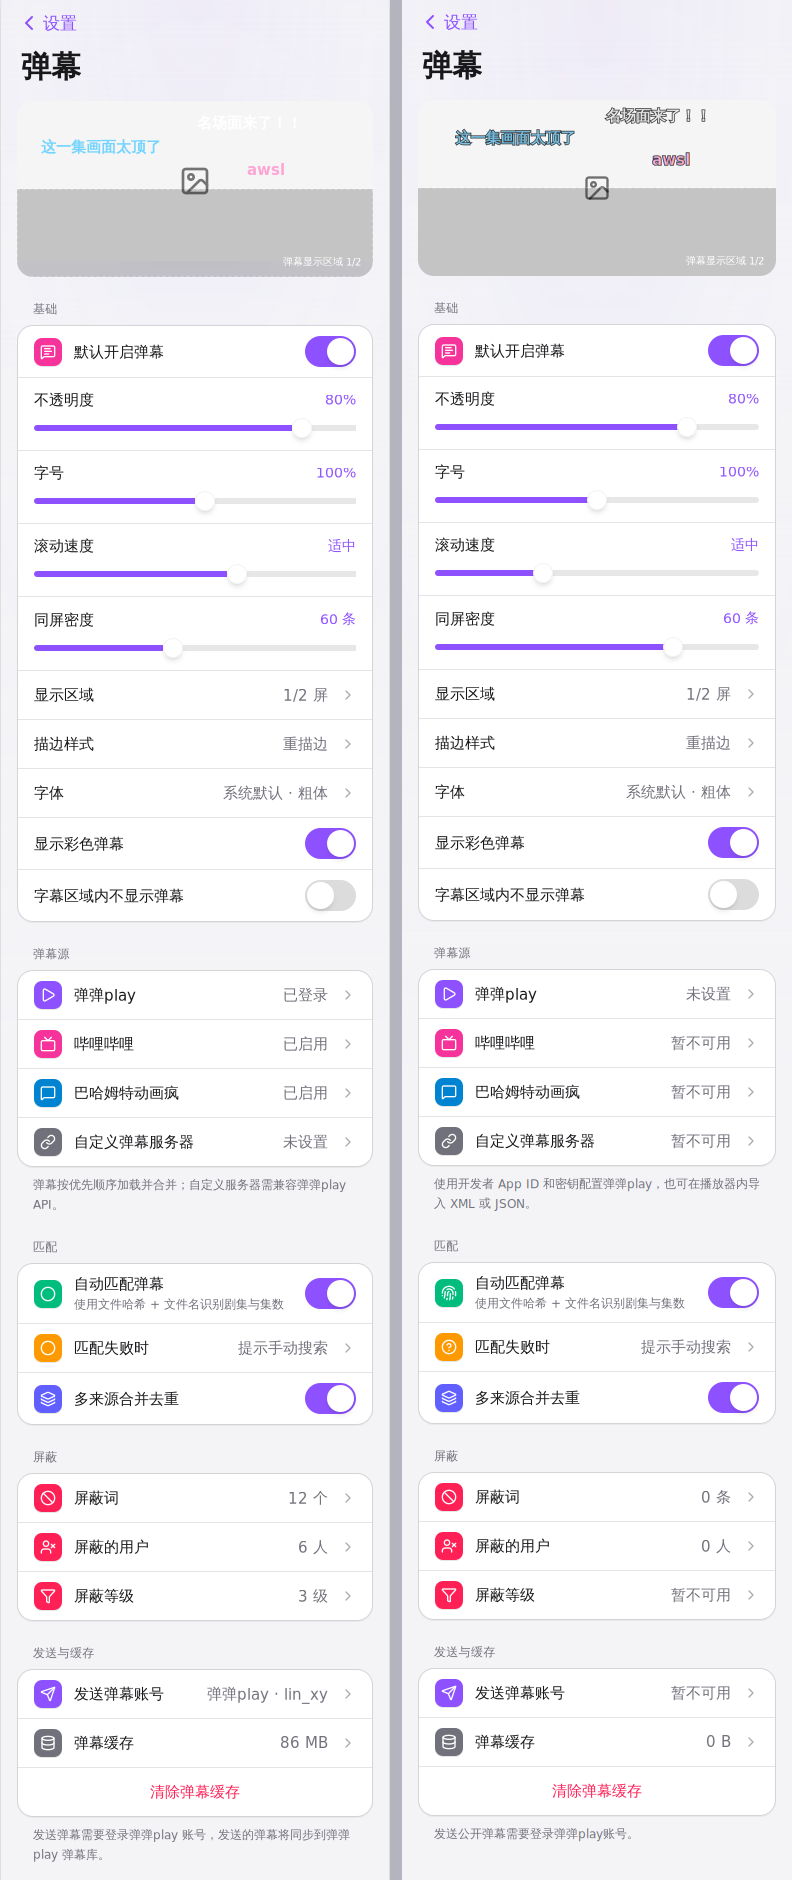 设置
弹幕
名场面来了！！
这一集画面太顶了
awsl
弹幕显示区域 1/2
基础
默认开启弹幕
不透明度 80%
字号 100%
滚动速度 适中
同屏密度 60 条
显示区域 1/2 屏
描边样式 重描边
字体 系统默认 · 粗体
显示彩色弹幕
字幕区域内不显示弹幕
弹幕源
弹弹play 已登录
哔哩哔哩 已启用
巴哈姆特动画疯 已启用
自定义弹幕服务器 未设置
弹幕按优先顺序加载并合并；自定义服务器需兼容弹弹play
API。
匹配
自动匹配弹幕
使用文件哈希 + 文件名识别剧集与集数
匹配失败时 提示手动搜索
多来源合并去重
屏蔽
屏蔽词 12 个
屏蔽的用户 6 人
屏蔽等级 3 级
发送与缓存
发送弹幕账号 弹弹play · lin_xy
弹幕缓存 86 MB
清除弹幕缓存
发送弹幕需要登录弹弹play 账号，发送的弹幕将同步到弹弹
play 弹幕库。
设置
弹幕
名场面来了！！
这一集画面太顶了
awsl
弹幕显示区域 1/2
基础
默认开启弹幕
不透明度 80%
字号 100%
滚动速度 适中
同屏密度 60 条
显示区域 1/2 屏
描边样式 重描边
字体 系统默认 · 粗体
显示彩色弹幕
字幕区域内不显示弹幕
弹幕源
弹弹play 未设置
哔哩哔哩 暂不可用
巴哈姆特动画疯 暂不可用
自定义弹幕服务器 暂不可用
使用开发者 App ID 和密钥配置弹弹play，也可在播放器内导
入 XML 或 JSON。
匹配
自动匹配弹幕
使用文件哈希 + 文件名识别剧集与集数
匹配失败时 提示手动搜索
多来源合并去重
屏蔽
屏蔽词 0 条
屏蔽的用户 0 人
屏蔽等级 暂不可用
发送与缓存
发送弹幕账号 暂不可用
弹幕缓存 0 B
清除弹幕缓存
发送公开弹幕需要登录弹弹play账号。